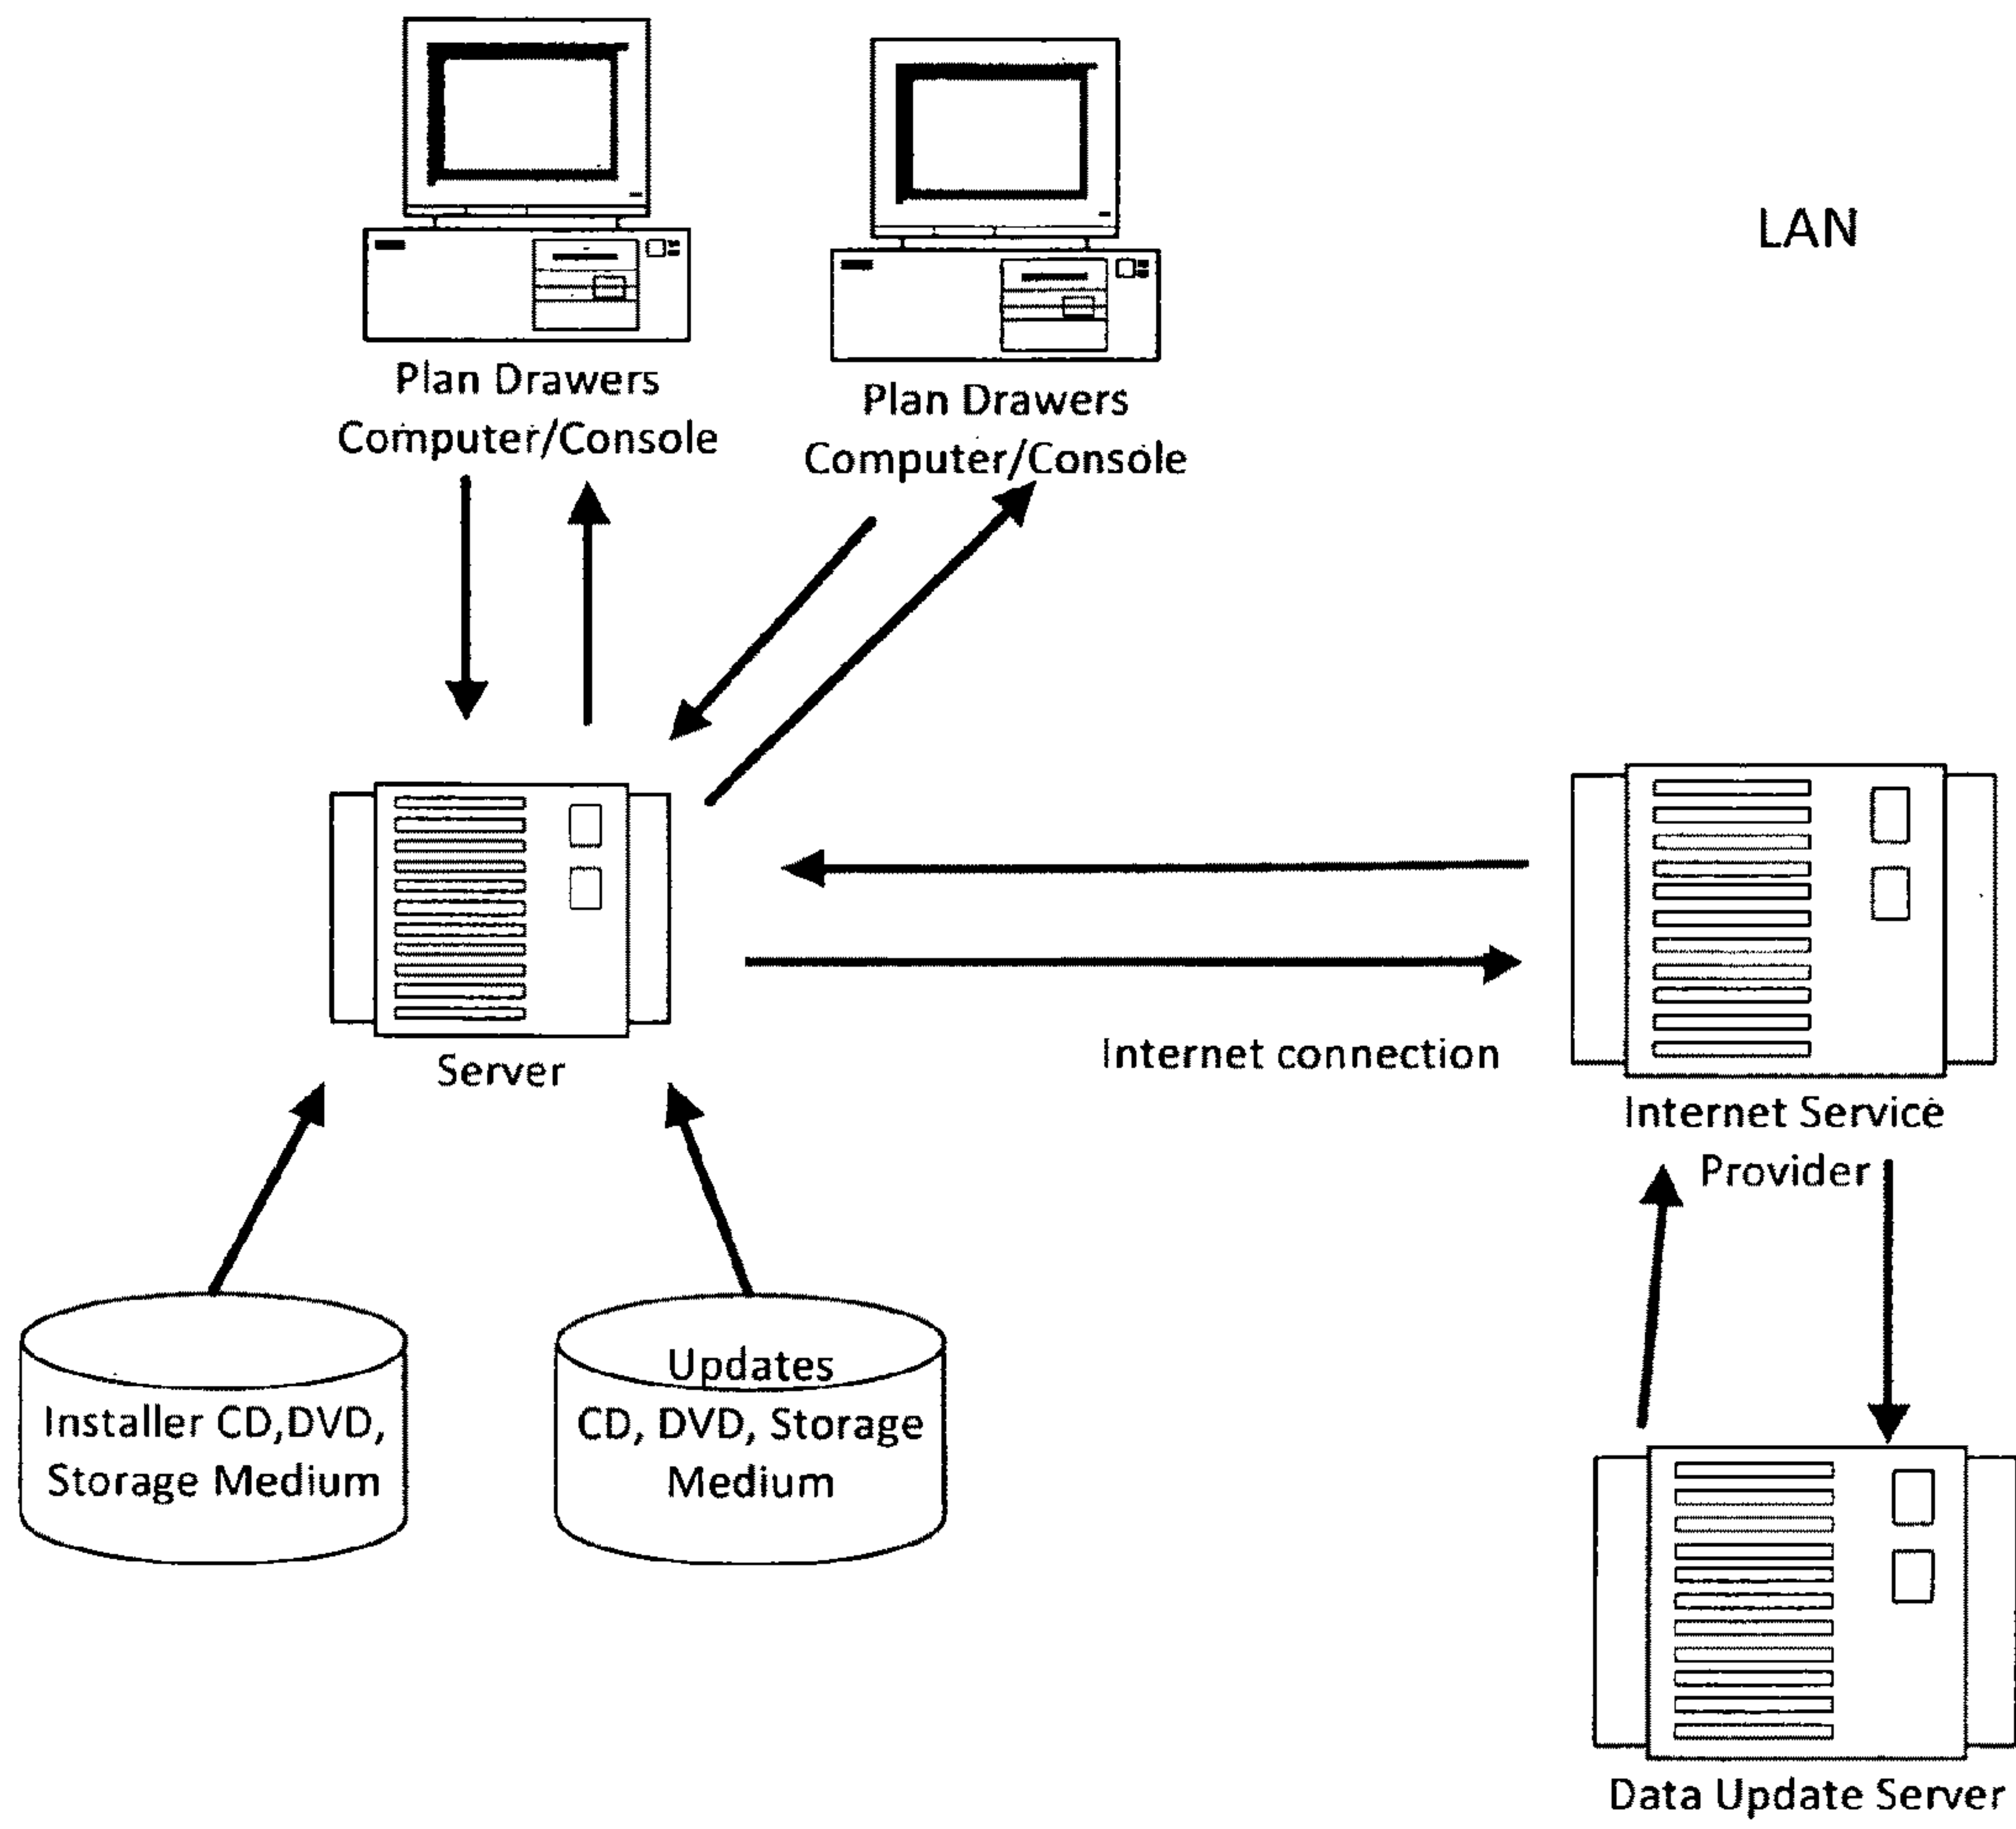 LAN
Plan Drawers
Computer/Console
Plan Drawers
Computer/Console
Server
Internet connection
Internet Service
Provider
Installer CD,DVD,
Storage Medium
Updates
CD, DVD, Storage
Medium
Data Update Server